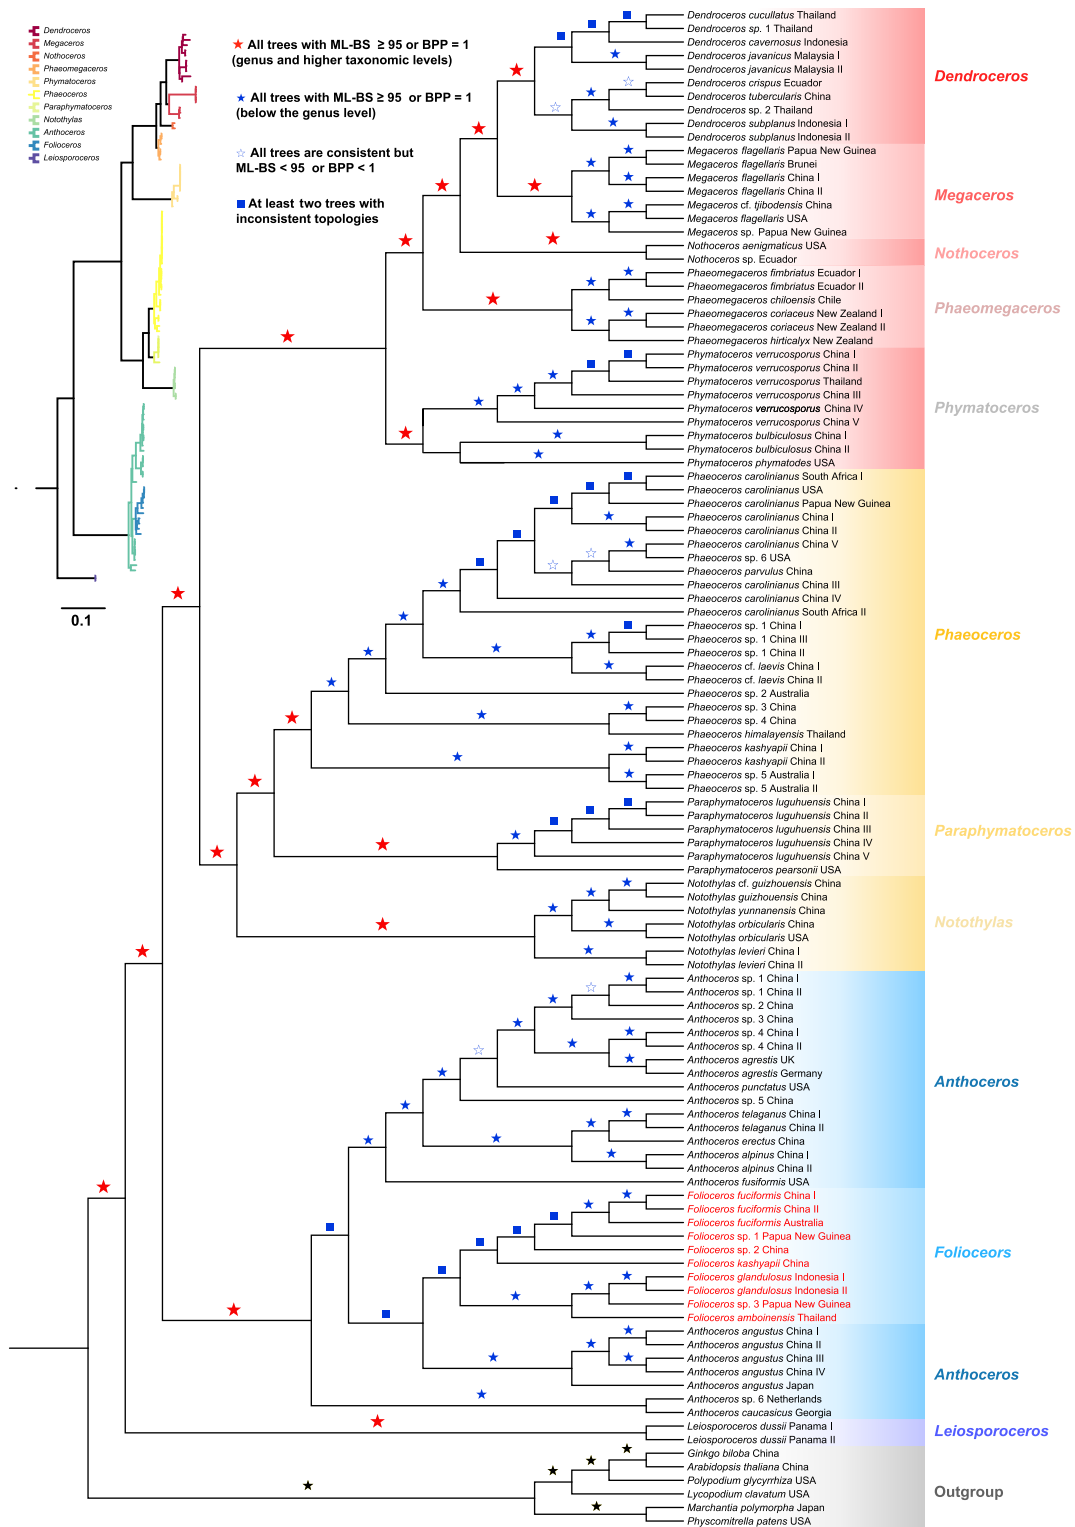 Dendroceros
Megaceros
Nothoceros
Phaeomegaceros
Phymatoceros
Phaeoceros
Paraphymatoceros
Notothylas
Anthoceros
Folioceros
Leiosporoceros
0.1
All trees with ML-BS ≥ 95 or BPP = 1
(genus and higher taxonomic levels)
All trees with ML-BS ≥ 95 or BPP = 1
(below the genus level)
All trees are consistent but
ML-BS < 95 or BPP < 1
At least two trees with
inconsistent topologies
Dendroceros cucullatus Thailand
Dendroceros sp. 1 Thailand
Dendroceros cavernosus Indonesia
Dendroceros javanicus Malaysia I
Dendroceros javanicus Malaysia II
Dendroceros crispus Ecuador
Dendroceros tubercularis China
Dendroceros sp. 2 Thailand
Dendroceros subplanus Indonesia I
Dendroceros subplanus Indonesia II
Megaceros flagellaris Papua New Guinea
Megaceros flagellaris Brunei
Megaceros flagellaris China I
Megaceros flagellaris China II
Megaceros cf. tjibodensis China
Megaceros flagellaris USA
Megaceros sp. Papua New Guinea
Nothoceros aenigmaticus USA
Nothoceros sp. Ecuador
Phaeomegaceros fimbriatus Ecuador I
Phaeomegaceros fimbriatus Ecuador II
Phaeomegaceros chiloensis Chile
Phaeomegaceros coriaceus New Zealand I
Phaeomegaceros coriaceus New Zealand II
Phaeomegaceros hirticalyx New Zealand
Phymatoceros verrucosporus China I
Phymatoceros verrucosporus China II
Phymatoceros verrucosporus Thailand
Phymatoceros verrucosporus China III
Phymatoceros verrucosporus China IV
Phymatoceros verrucosporus China V
Phymatoceros bulbiculosus China I
Phymatoceros bulbiculosus China II
Phymatoceros phymatodes USA
Phaeoceros carolinianus South Africa I
Phaeoceros carolinianus USA
Phaeoceros carolinianus Papua New Guinea
Phaeoceros carolinianus China I
Phaeoceros carolinianus China II
Phaeoceros carolinianus China V
Phaeoceros sp. 6 USA
Phaeoceros parvulus China
Phaeoceros carolinianus China III
Phaeoceros carolinianus China IV
Phaeoceros carolinianus South Africa II
Phaeoceros sp. 1 China I
Phaeoceros sp. 1 China III
Phaeoceros sp. 1 China II
Phaeoceros cf. laevis China I
Phaeoceros cf. laevis China II
Phaeoceros sp. 2 Australia
Phaeoceros sp. 3 China
Phaeoceros sp. 4 China
Phaeoceros himalayensis Thailand
Phaeoceros kashyapii China I
Phaeoceros kashyapii China II
Phaeoceros sp. 5 Australia I
Phaeoceros sp. 5 Australia II
Paraphymatoceros luguhuensis China I
Paraphymatoceros luguhuensis China II
Paraphymatoceros luguhuensis China III
Paraphymatoceros luguhuensis China IV
Paraphymatoceros luguhuensis China V
Paraphymatoceros pearsonii USA
Notothylas cf. guizhouensis China
Notothylas guizhouensis China
Notothylas yunnanensis China
Notothylas orbicularis China
Notothylas orbicularis USA
Notothylas levieri China I
Notothylas levieri China II
Anthoceros sp. 1 China I
Anthoceros sp. 1 China II
Anthoceros sp. 2 China
Anthoceros sp. 3 China
Anthoceros sp. 4 China I
Anthoceros sp. 4 China II
Anthoceros agrestis UK
Anthoceros agrestis Germany
Anthoceros punctatus USA
Anthoceros sp. 5 China
Anthoceros telaganus China I
Anthoceros telaganus China II
Anthoceros erectus China
Anthoceros alpinus China I
Anthoceros alpinus China II
Anthoceros fusiformis USA
Folioceros fuciformis China I
Folioceros fuciformis China II
Folioceros fuciformis Australia
Folioceros sp. 1 Papua New Guinea
Folioceros sp. 2 China
Folioceros kashyapii China
Folioceros glandulosus Indonesia I
Folioceros glandulosus Indonesia II
Folioceros sp. 3 Papua New Guinea
Folioceros amboinensis Thailand
Anthoceros angustus China I
Anthoceros angustus China II
Anthoceros angustus China III
Anthoceros angustus China IV
Anthoceros angustus Japan
Anthoceros sp. 6 Netherlands
Anthoceros caucasicus Georgia
Leiosporoceros dussii Panama I
Leiosporoceros dussii Panama II
Ginkgo biloba China
Arabidopsis thaliana China
Polypodium glycyrrhiza USA
Lycopodium clavatum USA
Marchantia polymorpha Japan
Physcomitrella patens USA
Dendroceros
Megaceros
Nothoceros
Phaeomegaceros
Phymatoceros
Phaeoceros
Paraphymatoceros
Notothylas
Anthoceros
Folioceors
Anthoceros
Leiosporoceros
Outgroup